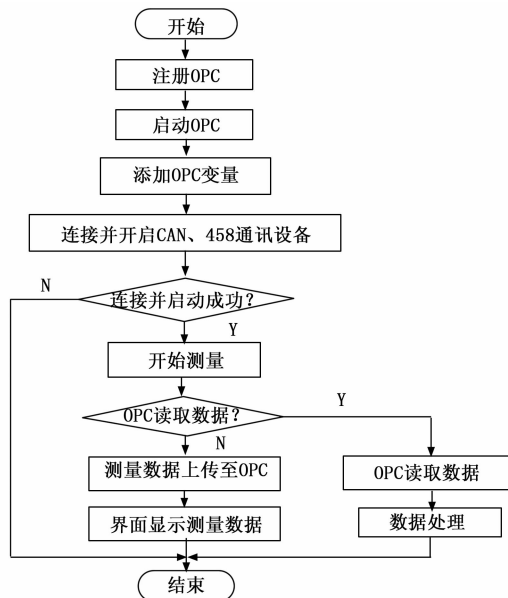 开始
注册OPC
启动OPC
添加OPC变量
连接并开启CAN、458通讯设备
N
连接并启动成功?
Y
开始测量
OPC读取数据?
Y
N
测量数据上传至OPC
OPC读取数据
界面显示测量数据
数据处理
结束